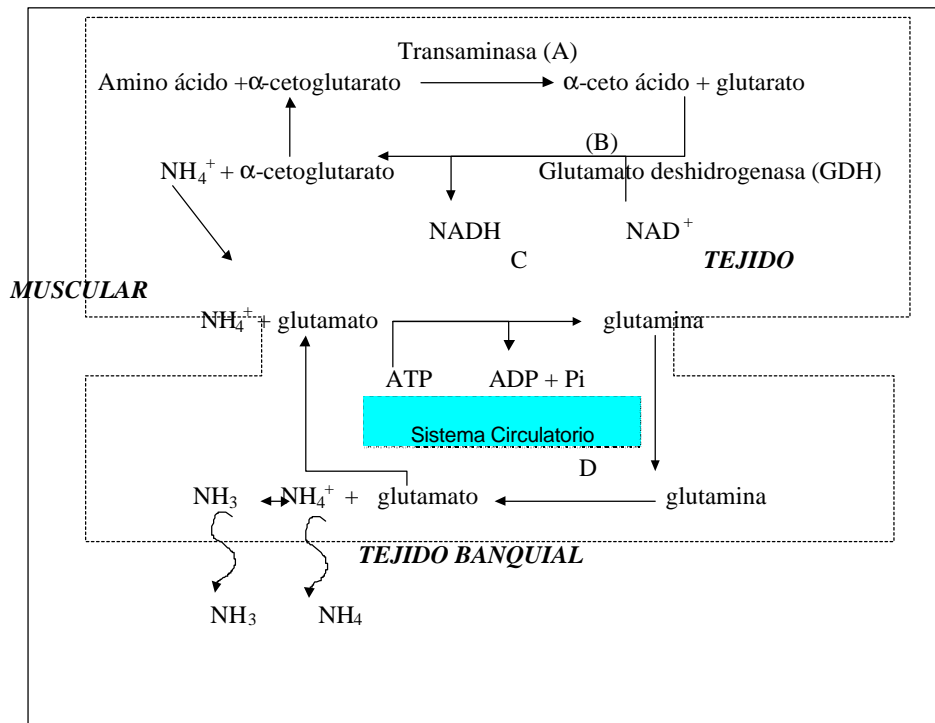 Transaminasa (A)
Amino ácido +α-cetoglutarato
α-ceto ácido + glutarato
(B)
NH4+ + α-cetoglutarato
Glutamato deshidrogenasa (GDH)
NADH
NAD+
C
TEJIDO
MUSCULAR
NH4+ + glutamato
glutamina
ATP
ADP + Pi
Sistema Circulatorio
D
NH3
NH4+ +
glutamato
glutamina
TEJIDO BANQUIAL
NH3
NH4